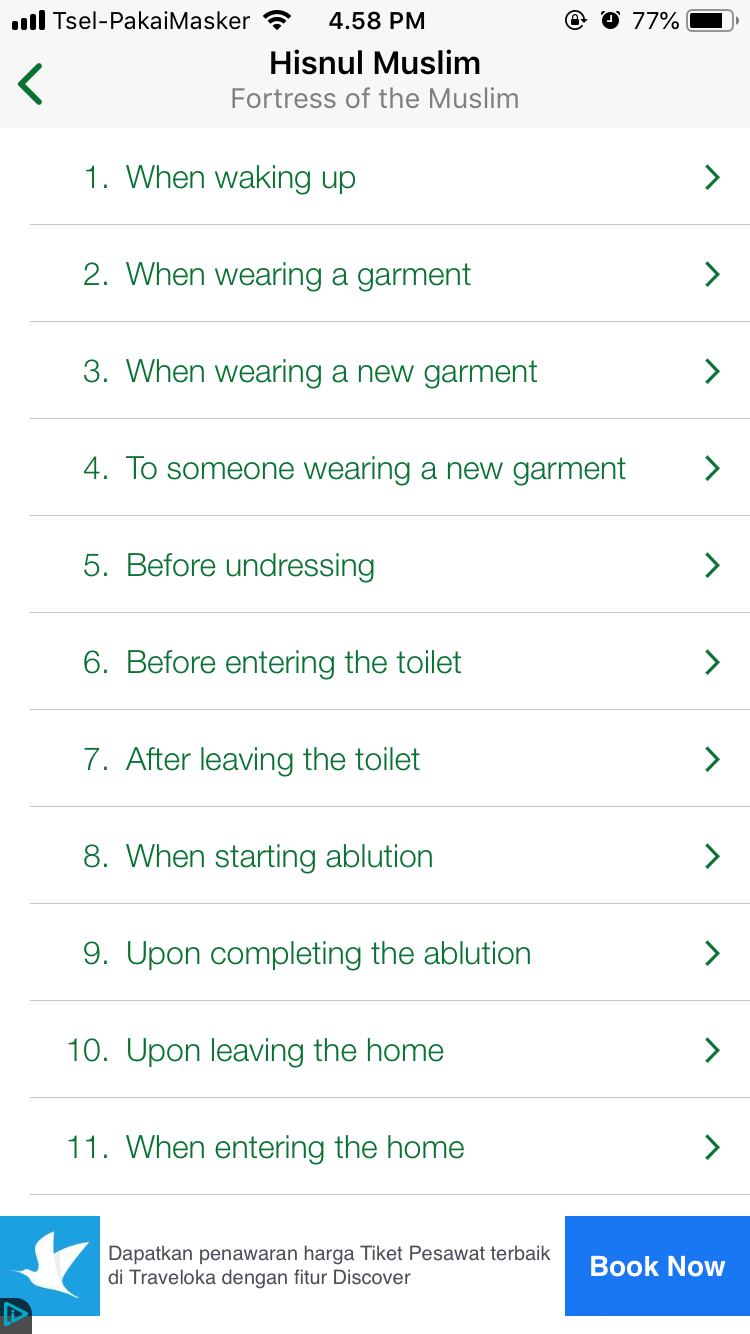 Tsel-PakaiMasker 4.58 PM 77%
Hisnul Muslim
Fortress of the Muslim
1. When waking up
2. When wearing a garment
3. When wearing a new garment
4. To someone wearing a new garment
5. Before undressing
6. Before entering the toilet
7. After leaving the toilet
8. When starting ablution
9. Upon completing the ablution
10. Upon leaving the home
11. When entering the home
Dapatkan penawaran harga Tiket Pesawat terbaik
di Traveloka dengan fitur Discover
Book Now